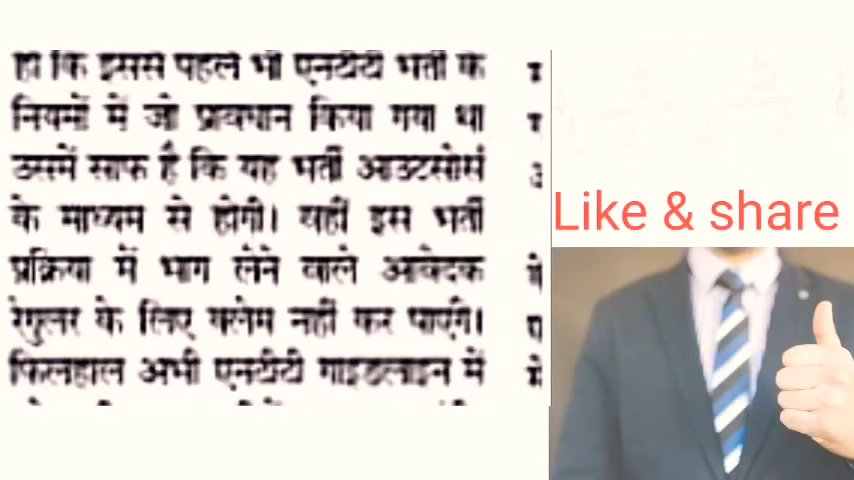 हो कि इससे पहले भी एनटीटी भर्ती के
नियमों में जो प्रावधान किया गया था
उसमें साफ है कि यह भर्ती आउटसोर्स
के माध्यम से होगी। वहीं इस भर्ती
प्रक्रिया में भाग लेने वाले आवेदक
रेगुलर के लिए क्लेम नहीं कर पाएंगे।
फिलहाल अभी एनटीटी गाइडलाइन में
Like & share